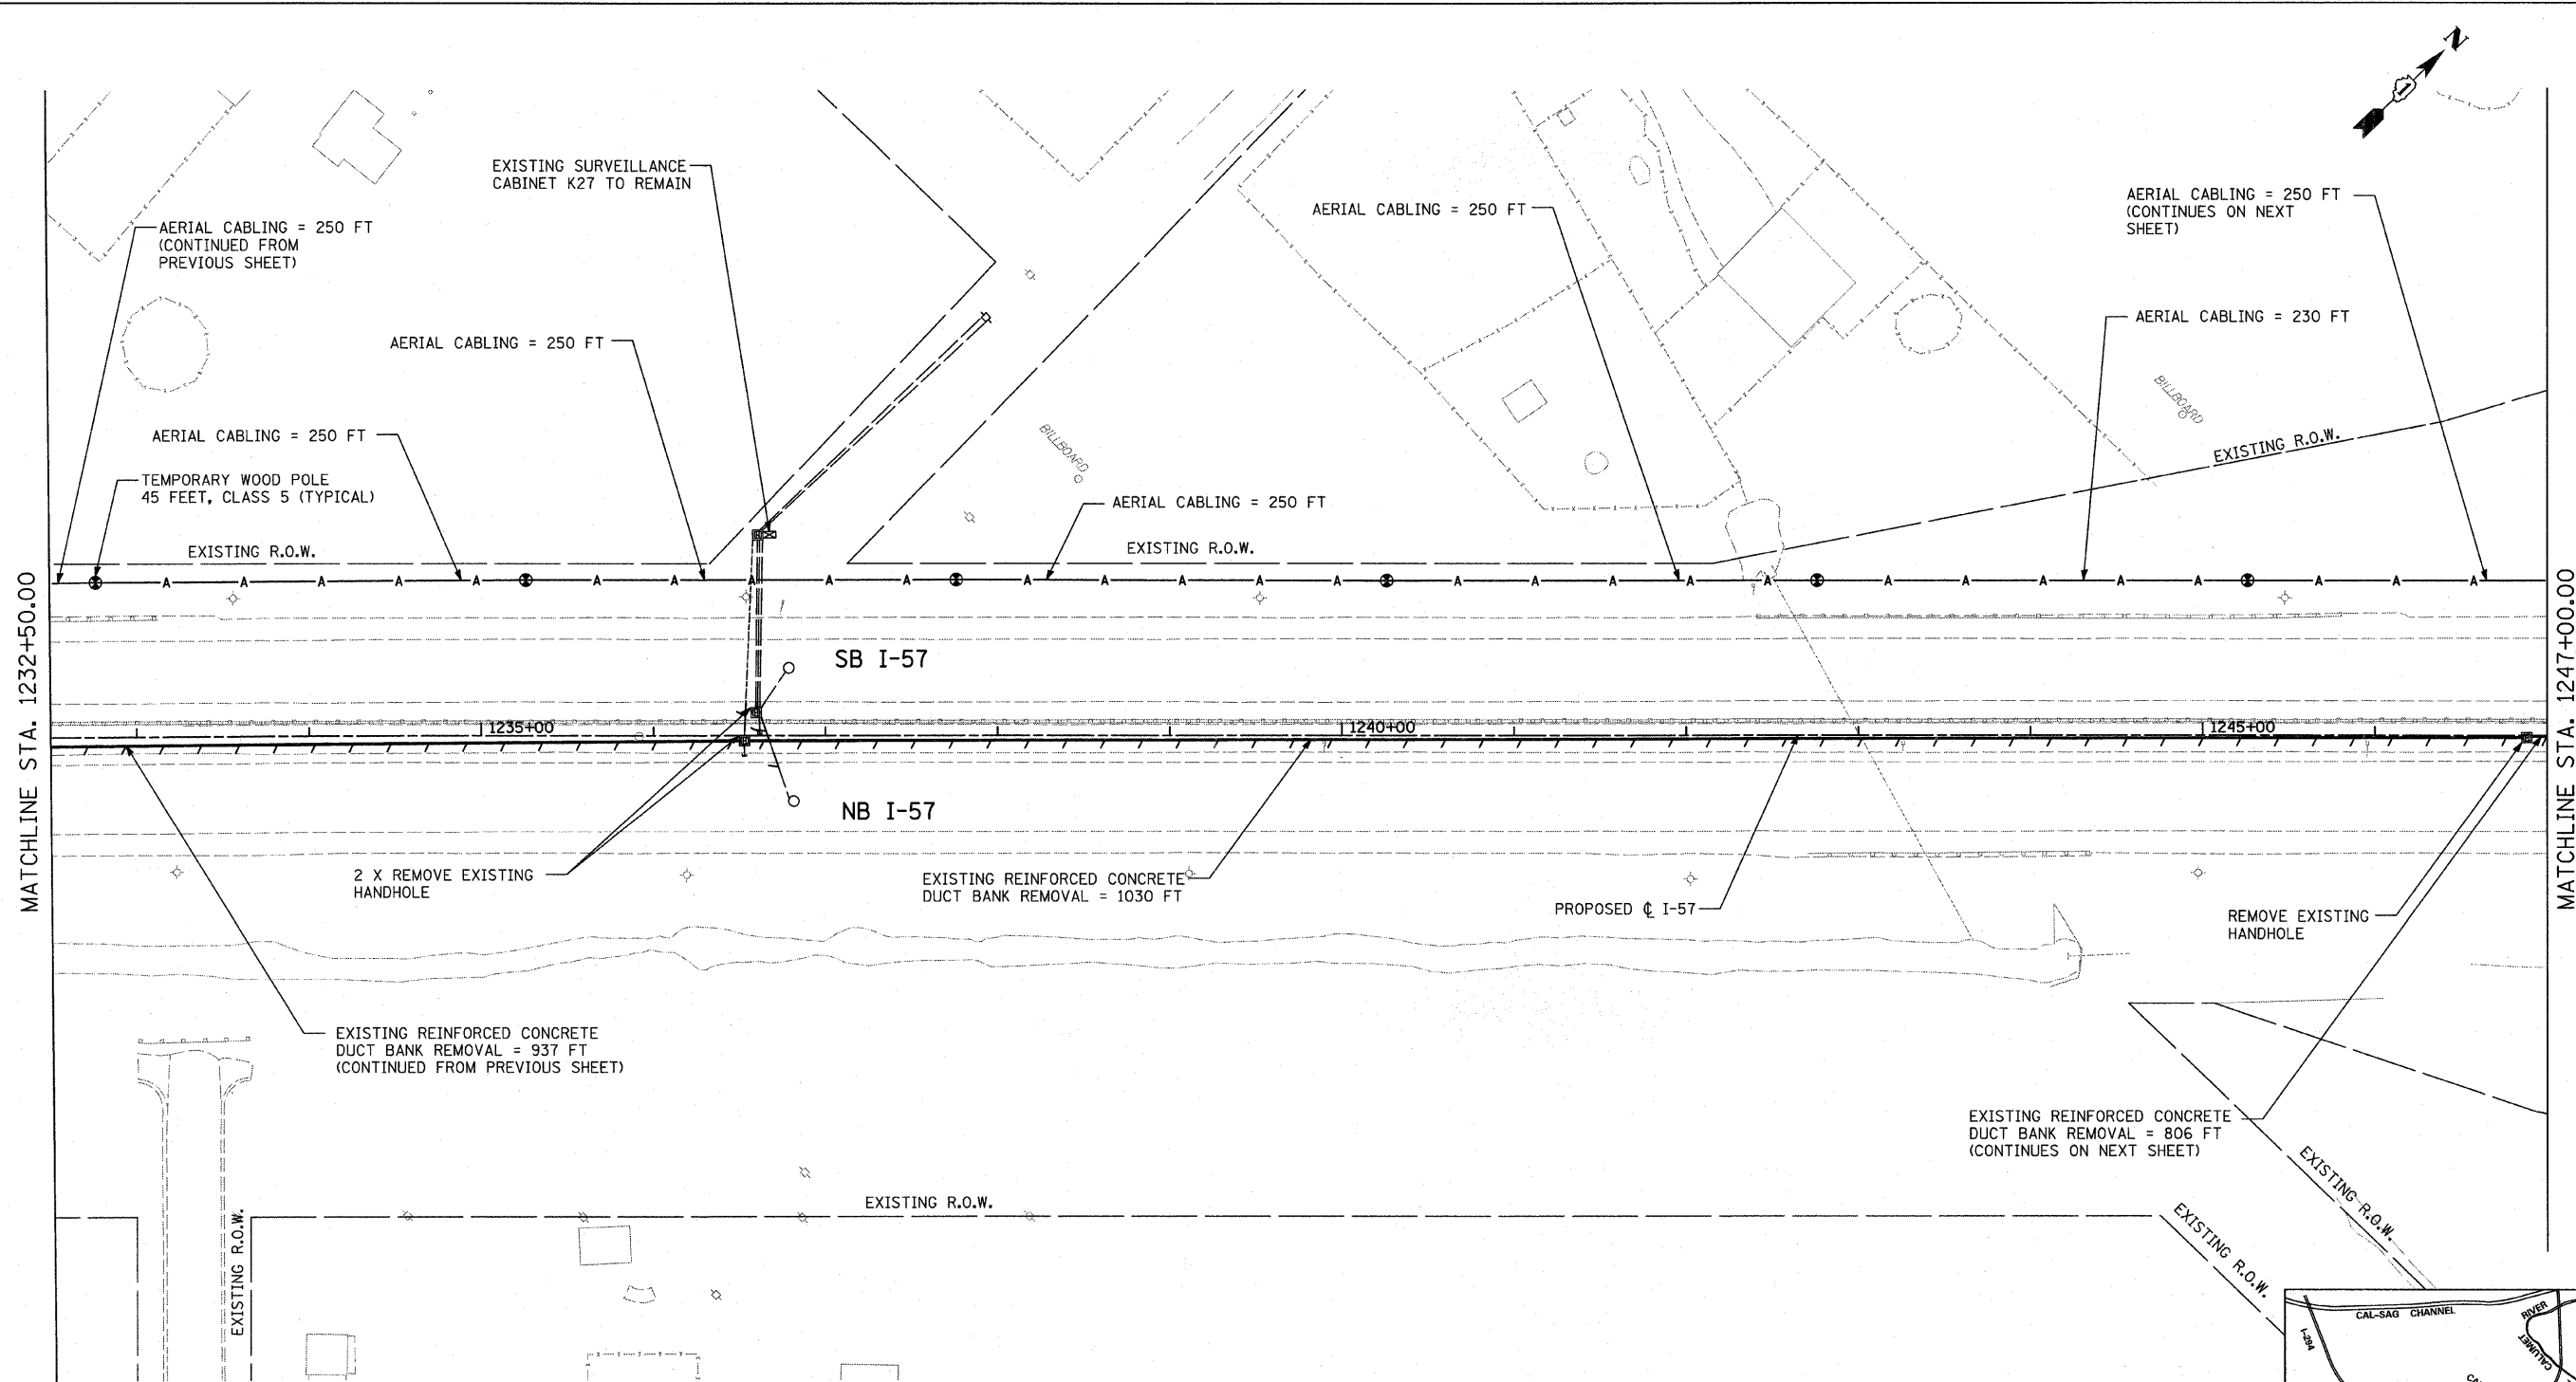 N
1
EXISTING SURVEILLANCE
CABINET K27 TO REMAIN
AERIAL CABLING = 250 FT
(CONTINUED FROM
PREVIOUS SHEET)
AERIAL CABLING = 250 FT
AERIAL CABLING = 250 FT
(CONTINUES ON NEXT
SHEET)
AERIAL CABLING = 230 FT
AERIAL CABLING = 250 FT
AERIAL CABLING = 250 FT
TEMPORARY WOOD POLE
45 FEET, CLASS 5 (TYPICAL)
BILLBOARD
BILLBOARD
EXISTING R.O.W.
AERIAL CABLING = 250 FT
EXISTING R.O.W.
EXISTING R.O.W.
A A A A A A A A A A A A A A A A A A A A A A A A A A A A A A
MATCHLINE STA. 1232+50.00
MATCHLINE STA. 1247+00.00
SB I-57
1235+00
1240+00
1245+00
NB I-57
2 X REMOVE EXISTING
HANDHOLE
EXISTING REINFORCED CONCRETE
DUCT BANK REMOVAL = 1030 FT
PROPOSED ℄ I-57
REMOVE EXISTING
HANDHOLE
EXISTING REINFORCED CONCRETE
DUCT BANK REMOVAL = 937 FT
(CONTINUED FROM PREVIOUS SHEET)
EXISTING REINFORCED CONCRETE
DUCT BANK REMOVAL = 806 FT
(CONTINUES ON NEXT SHEET)
EXISTING R.O.W.
EXISTING R.O.W.
EXISTING R.O.W.
EXISTING R.O.W.
CAL-SAG CHANNEL
RIVER
CALUMET
I-294